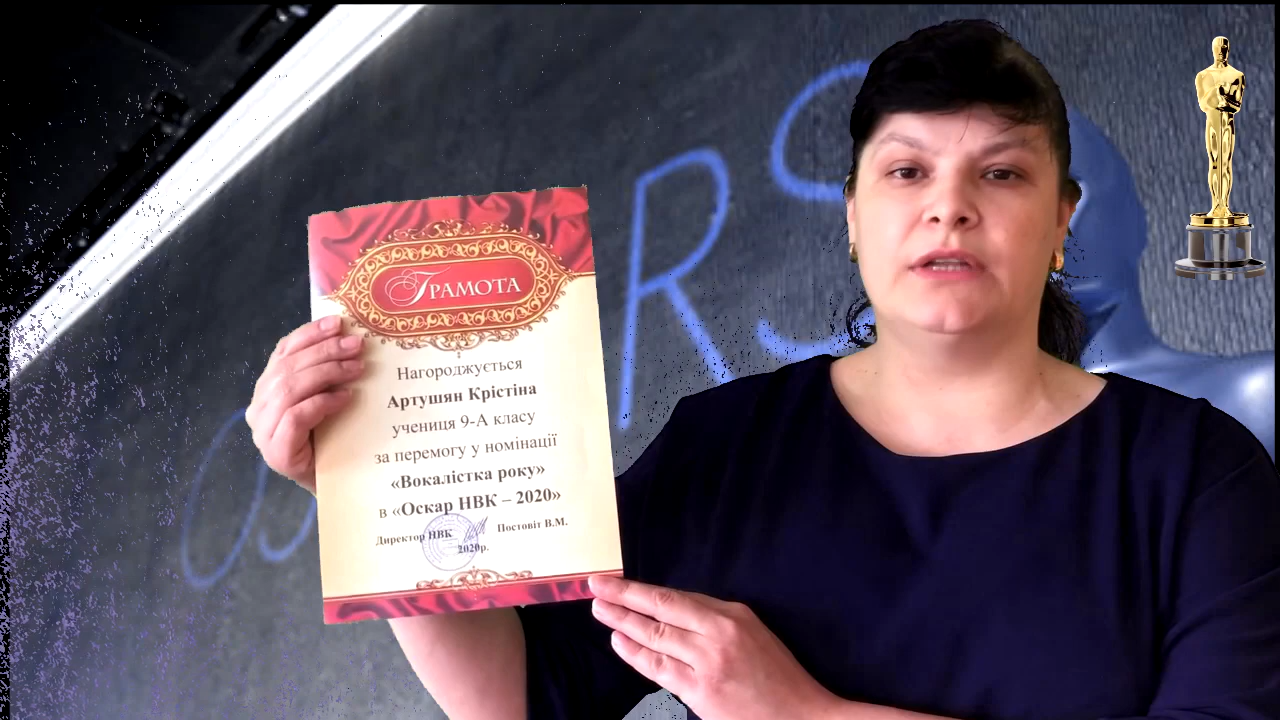 OSCARS
ГРАМОТА
Нагороджується
Артушян Крістіна
учениця 9-А класу
за перемогу у номінації
«Вокалістка року»
в «Оскар НВК – 2020»
Директор НВК Постовіт В.М.
2020р.